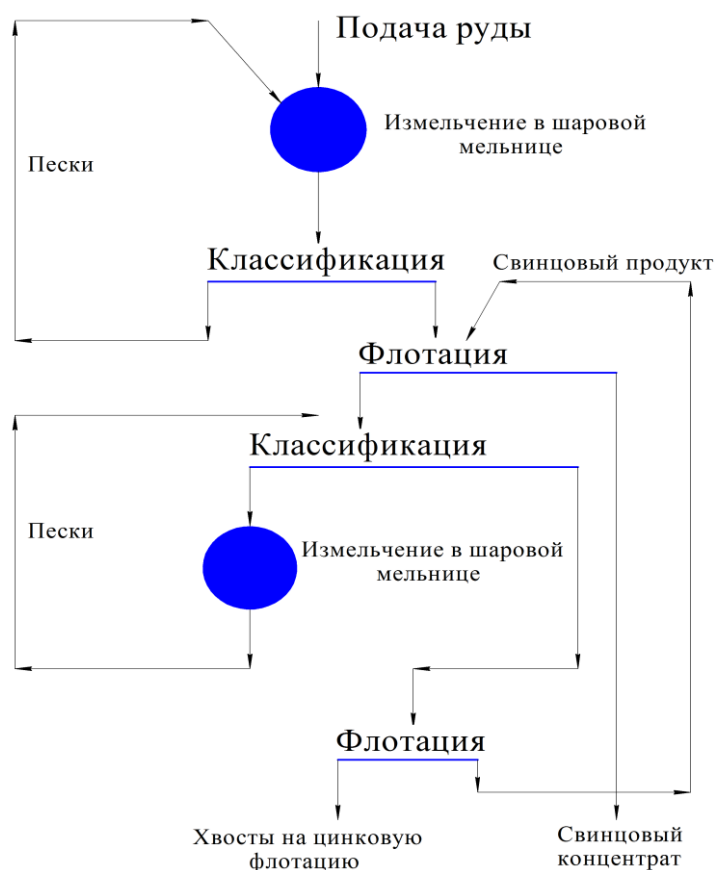 Подача руды
Измельчение в шаровой
мельнице
Пески
Классификация
Свинцовый продукт
Флотация
Классификация
Пески
Измельчение в шаровой
мельнице
Флотация
Хвосты на цинковую
флотацию
Свинцовый
концентрат